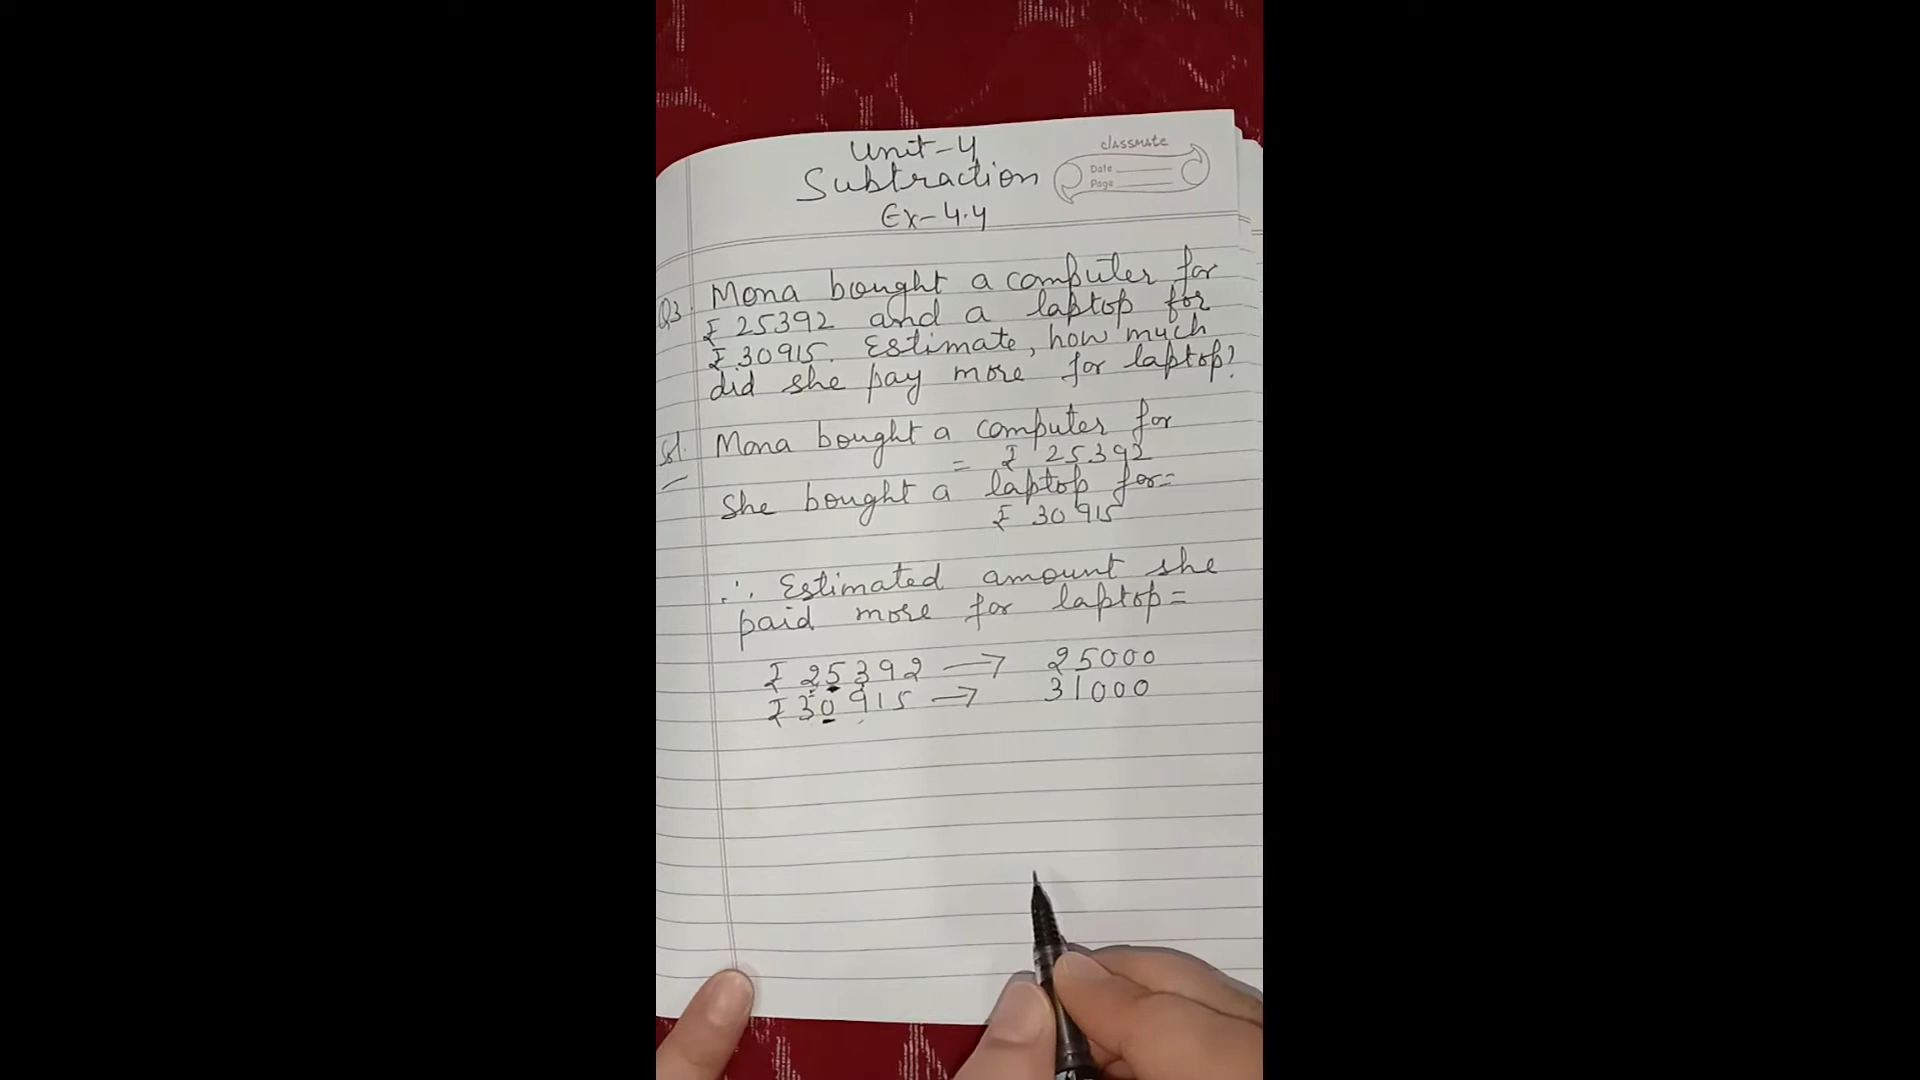 Unit-4
Subtraction
Ex-4.4
classmate
Date
Page
Q3. Mona bought a computer for
₹ 25392 and a laptop for
₹ 30915. Estimate, how much
did she pay more for laptop?
Sol. Mona bought a computer for
= ₹ 25392
She bought a laptop for=
₹ 30915
∴ Estimated amount she
paid more for laptop=
₹ 25392 → 25000
₹ 30915 → 31000